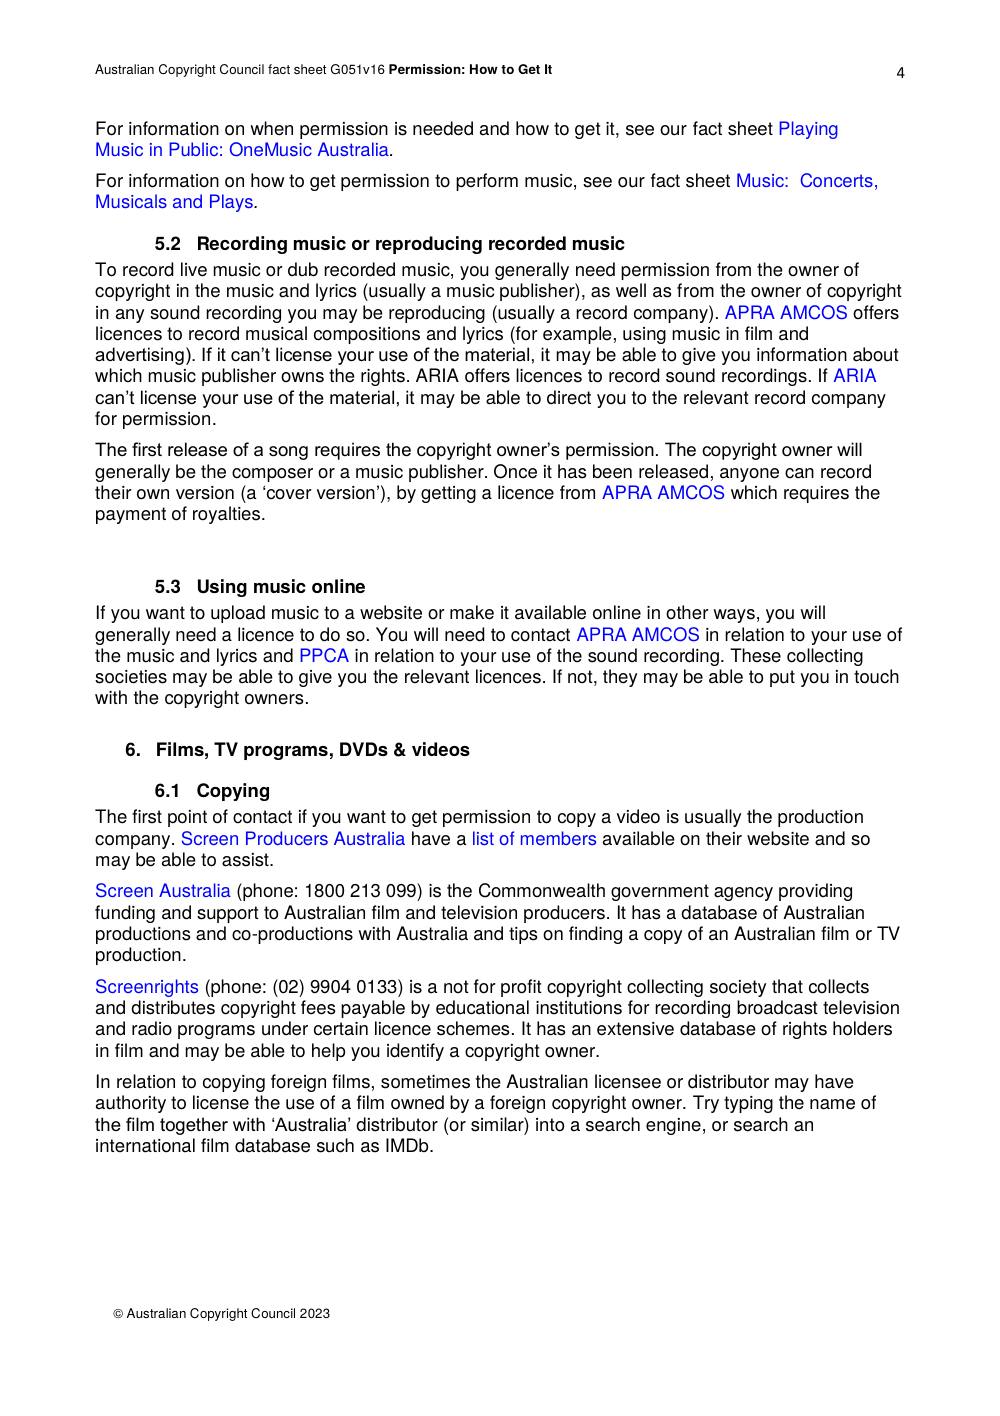 Australian Copyright Council fact sheet G051v16 Permission: How to Get It
4
For information on when permission is needed and how to get it, see our fact sheet Playing
Music in Public: OneMusic Australia.
For information on how to get permission to perform music, see our fact sheet Music:  Concerts,
Musicals and Plays.
5.2 Recording music or reproducing recorded music
To record live music or dub recorded music, you generally need permission from the owner of
copyright in the music and lyrics (usually a music publisher), as well as from the owner of copyright
in any sound recording you may be reproducing (usually a record company). APRA AMCOS offers
licences to record musical compositions and lyrics (for example, using music in film and
advertising). If it can’t license your use of the material, it may be able to give you information about
which music publisher owns the rights. ARIA offers licences to record sound recordings. If ARIA
can’t license your use of the material, it may be able to direct you to the relevant record company
for permission.
The first release of a song requires the copyright owner’s permission. The copyright owner will
generally be the composer or a music publisher. Once it has been released, anyone can record
their own version (a ‘cover version’), by getting a licence from APRA AMCOS which requires the
payment of royalties.
5.3 Using music online
If you want to upload music to a website or make it available online in other ways, you will
generally need a licence to do so. You will need to contact APRA AMCOS in relation to your use of
the music and lyrics and PPCA in relation to your use of the sound recording. These collecting
societies may be able to give you the relevant licences. If not, they may be able to put you in touch
with the copyright owners.
6. Films, TV programs, DVDs & videos
6.1 Copying
The first point of contact if you want to get permission to copy a video is usually the production
company. Screen Producers Australia have a list of members available on their website and so
may be able to assist.
Screen Australia (phone: 1800 213 099) is the Commonwealth government agency providing
funding and support to Australian film and television producers. It has a database of Australian
productions and co-productions with Australia and tips on finding a copy of an Australian film or TV
production.
Screenrights (phone: (02) 9904 0133) is a not for profit copyright collecting society that collects
and distributes copyright fees payable by educational institutions for recording broadcast television
and radio programs under certain licence schemes. It has an extensive database of rights holders
in film and may be able to help you identify a copyright owner.
In relation to copying foreign films, sometimes the Australian licensee or distributor may have
authority to license the use of a film owned by a foreign copyright owner. Try typing the name of
the film together with ‘Australia’ distributor (or similar) into a search engine, or search an
international film database such as IMDb.
© Australian Copyright Council 2023